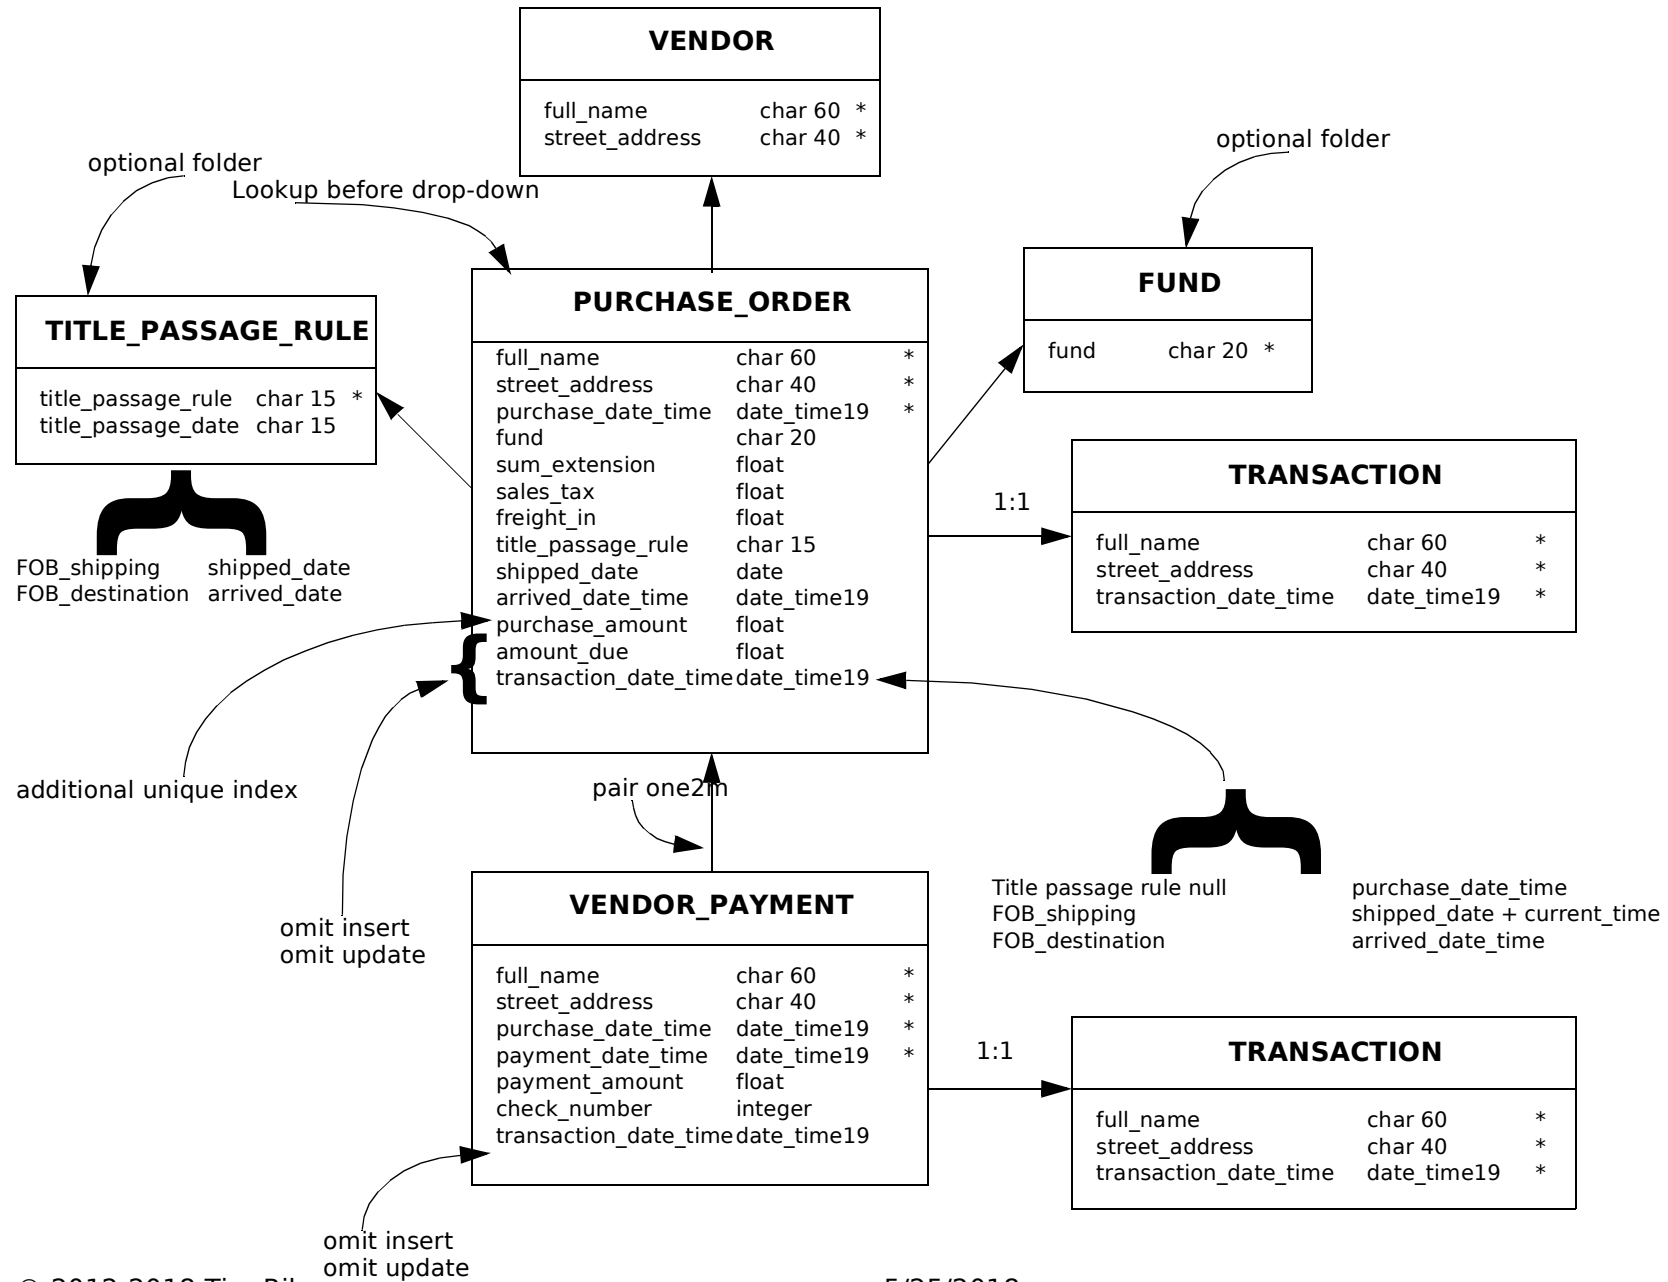 VENDOR
full_name char 60 *
street_address char 40 *
optional folder
Lookup before drop-down
optional folder
TITLE_PASSAGE_RULE
title_passage_rule char 15 *
title_passage_date char 15
FOB_shipping shipped_date
FOB_destination arrived_date
PURCHASE_ORDER
full_name char 60 *
street_address char 40 *
purchase_date_time date_time19 *
fund char 20
sum_extension float
sales_tax float
freight_in float
title_passage_rule char 15
shipped_date date
arrived_date_time date_time19
purchase_amount float
amount_due float
transaction_date_time date_time19
FUND
fund char 20 *
1:1
TRANSACTION
full_name char 60 *
street_address char 40 *
transaction_date_time date_time19 *
additional unique index
omit insert
omit update
pair one2m
Title passage rule null purchase_date_time
FOB_shipping shipped_date + current_time
FOB_destination arrived_date_time
VENDOR_PAYMENT
full_name char 60 *
street_address char 40 *
purchase_date_time date_time19 *
payment_date_time date_time19 *
payment_amount float
check_number integer
transaction_date_time date_time19
1:1
TRANSACTION
full_name char 60 *
street_address char 40 *
transaction_date_time date_time19 *
omit insert
omit update
© 2012-2018 Tim 5/25/2018